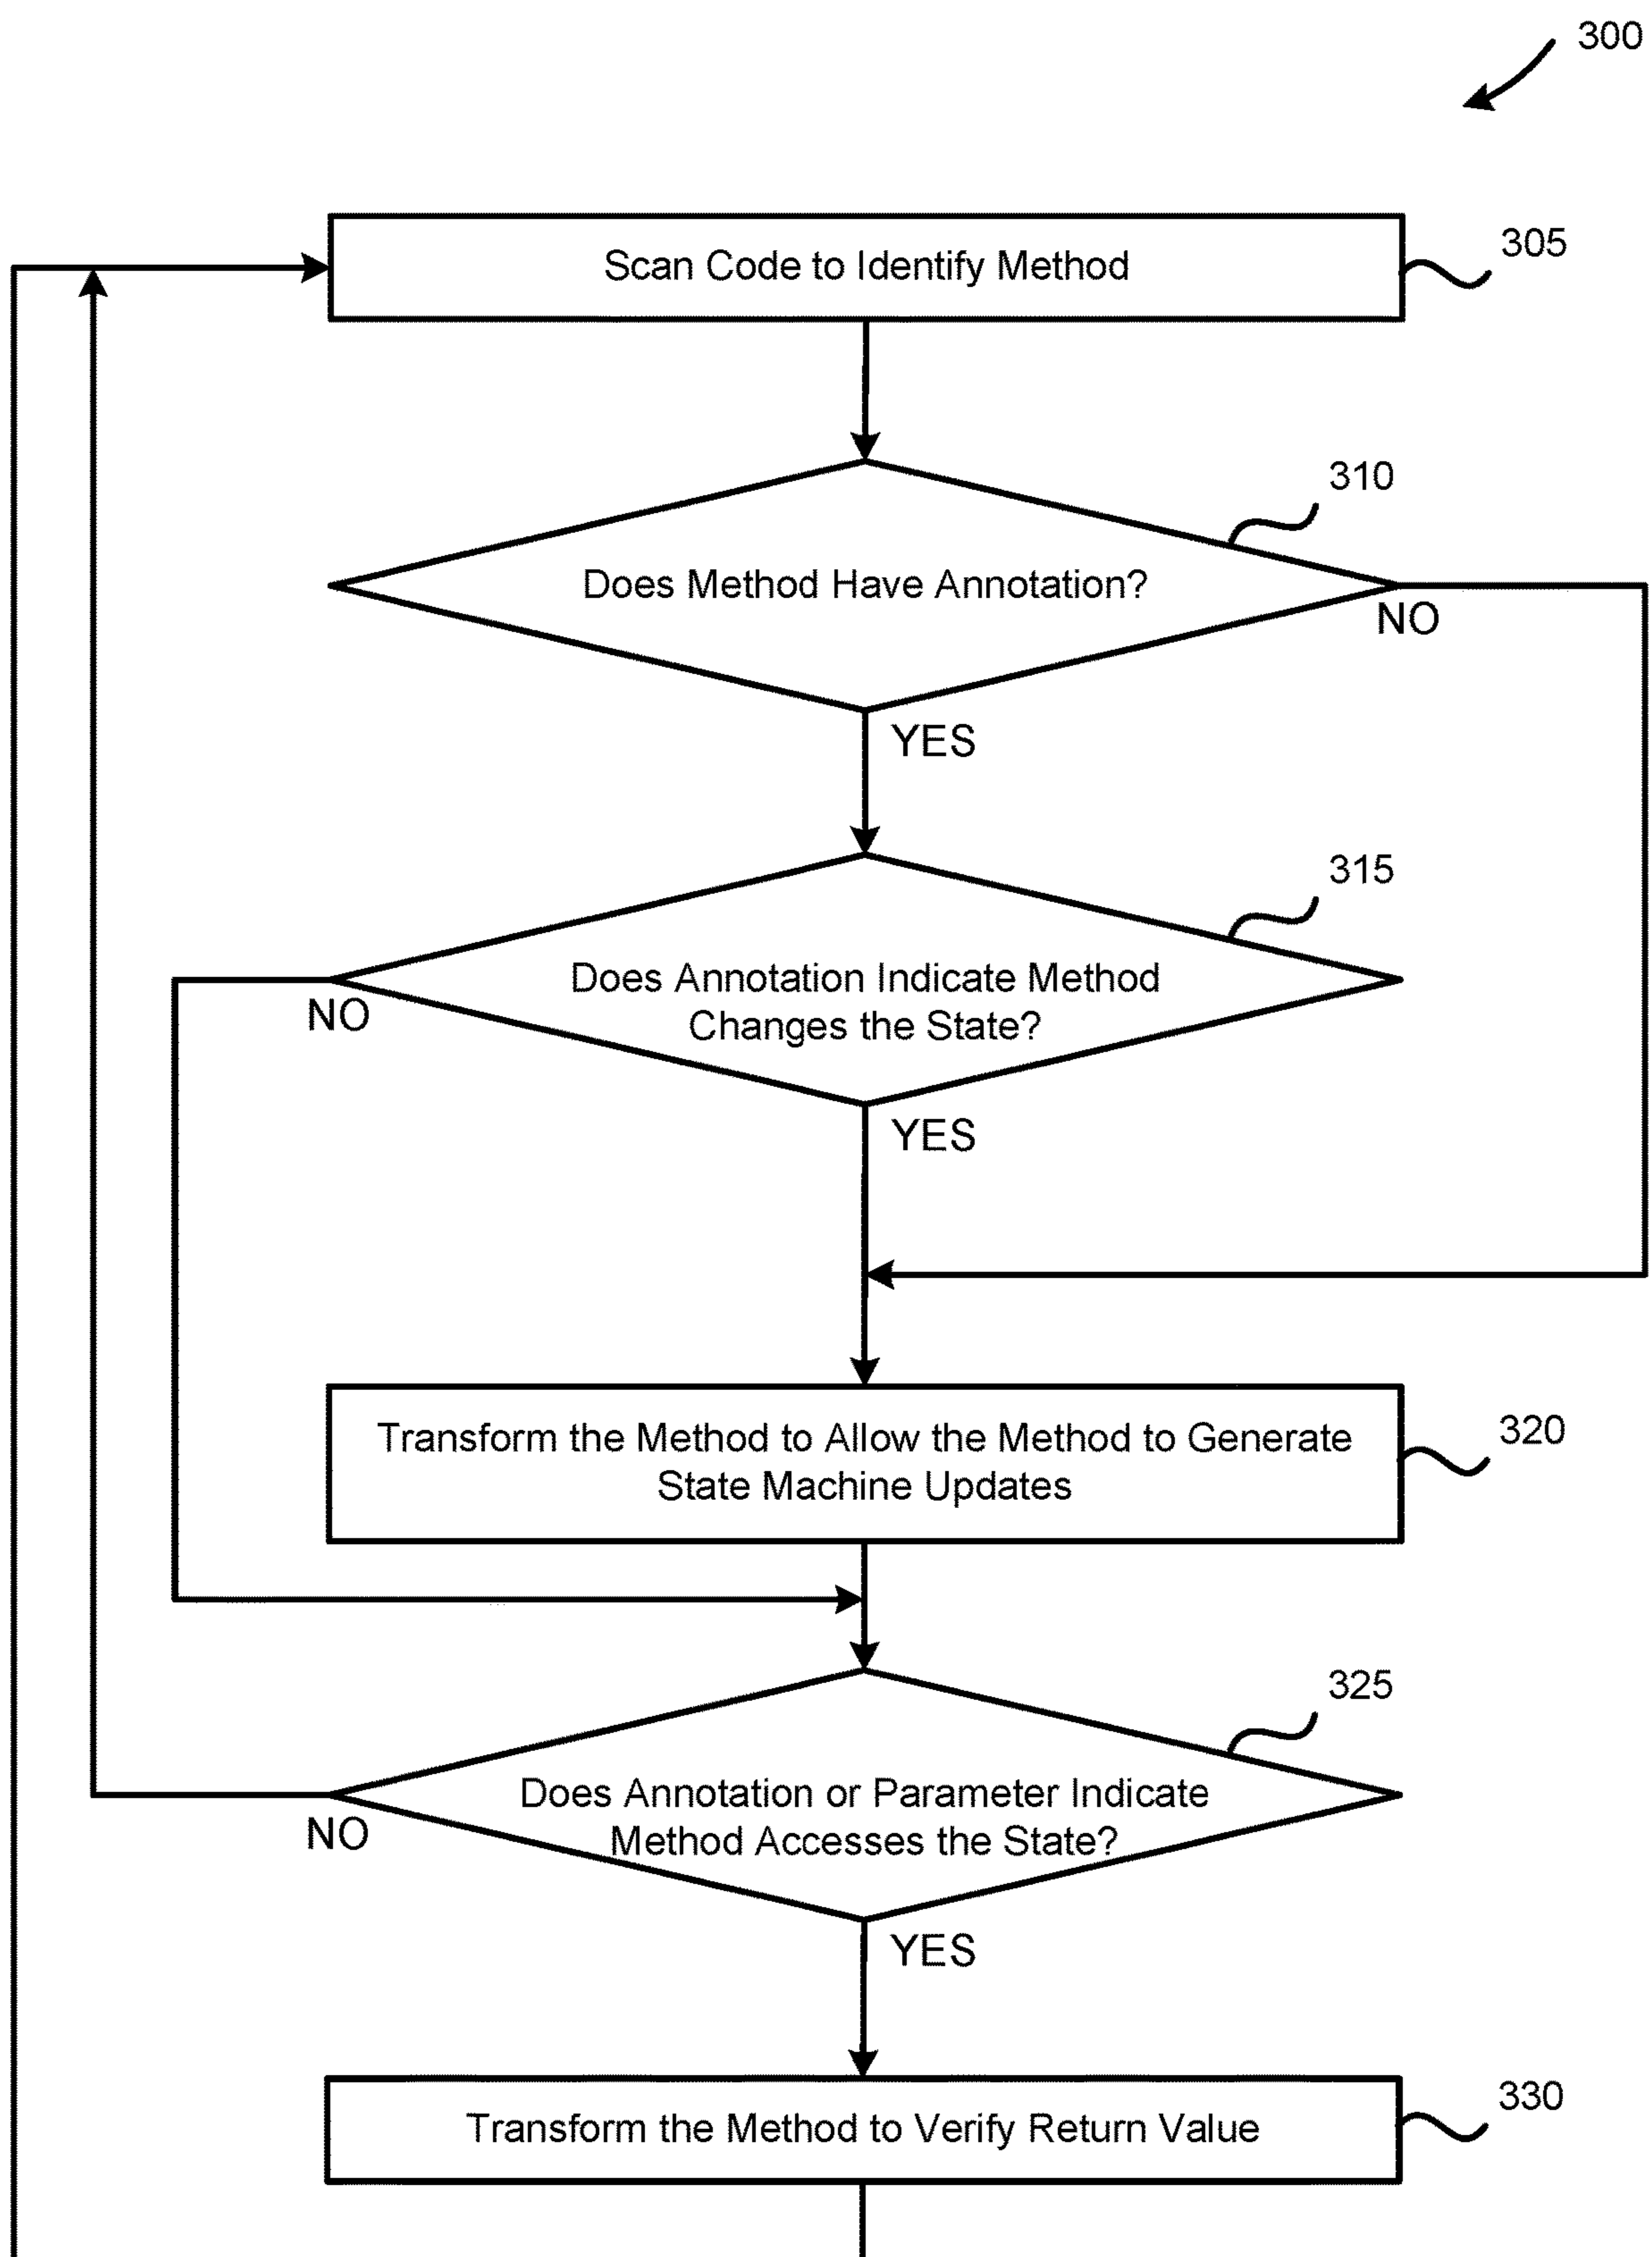 300
Scan Code to Identify Method
305
310
Does Method Have Annotation?
NO
YES
315
Does Annotation Indicate Method
Changes the State?
NO
YES
320
Transform the Method to Allow the Method to Generate
State Machine Updates
325
Does Annotation or Parameter Indicate
Method Accesses the State?
NO
YES
330
Transform the Method to Verify Return Value